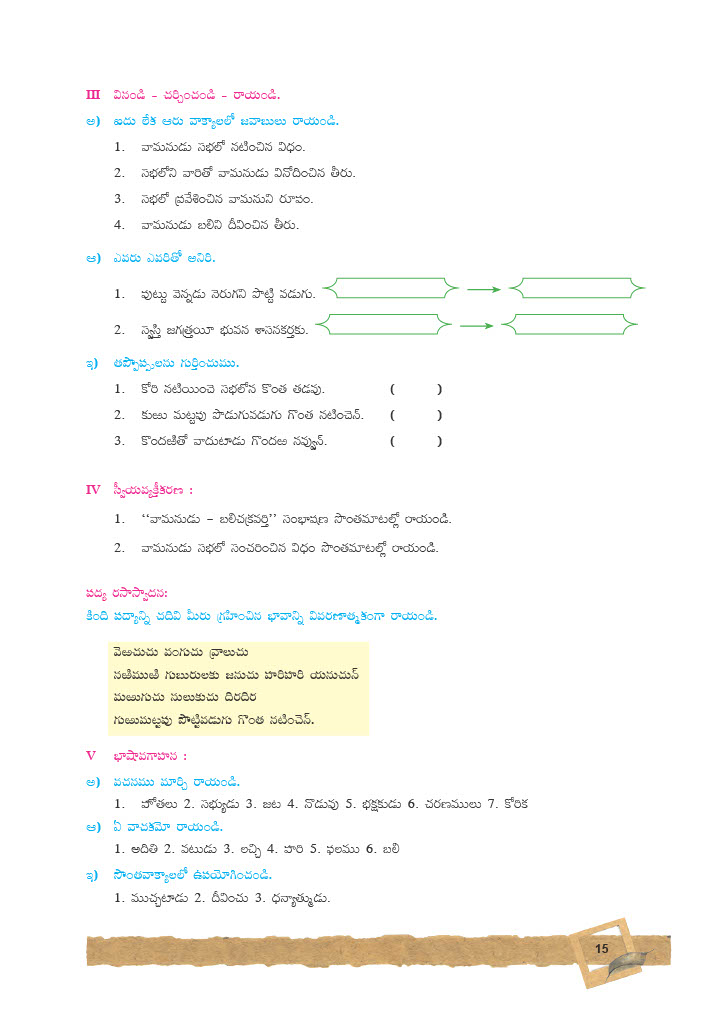 III వినండి – చర్చించండి – రాయండి.
అ) ఐదు లేక ఆరు వాక్యాలలో జవాబులు రాయండి.
1. వామనుడు సభలో నటించిన విధం.
2. సభలోని వారితో వామనుడు వినోదించిన తీరు.
3. సభలో ప్రవేశించిన వామనుని రూపం.
4. వామనుడు బలిని దీవించిన తీరు.
ఆ) ఎవరు ఎవరితో అనిరి.
1. పుట్టు వెన్నడు నెరుగని పొట్టి వడుగు.
2. స్వస్తి జగత్త్రయీ భువన శాసనకర్తకు.
ఇ) తప్పొప్పులను గుర్తించుము.
1. కోరి నటియించె సభలోన కొంత తడవు. ( )
2. కుఱు మట్టపు పొడుగువడుగు గొంత నటించెన్. ( )
3. కొందఱితో వాదులాడు గొందఱ నవ్వున్. ( )
IV స్వీయవ్యక్తీకరణ :
1. ‘‘వామనుడు – బలిచక్రవర్తి’’ సంభాషణ సొంతమాటల్లో రాయండి.
2. వామనుడు సభలో సంచరించిన విధం సొంతమాటల్లో రాయండి.
పద్య రసాస్వాదన:
కింది పద్యాన్ని చదివి మీరు గ్రహించిన భావాన్ని వివరణాత్మకంగా రాయండి.
వెఱచుచు వంగుచు వ్రాలుచు
నఱిముఱి గుబురులకు జనుచు హరిహరి యనుచున్
మఱుగుచు నులుకుచు దిరదిర
గుఱుమట్టపు పొట్టివడుగు గొంత నటించెన్.
V భాషావగాహన :
అ) వచనము మార్చి రాయండి.
1. హోతలు 2. సభ్యుడు 3. జట 4. నొడువు 5. భక్షకుడు 6. చరణములు 7. కోరిక
ఆ) ఏ వాచకమో రాయండి.
1. అదితి 2. వటుడు 3. లచ్చి 4. హరి 5. ఫలము 6. బలి
ఇ) సొంతవాక్యాలలో ఉపయోగించండి.
1. ముచ్చటాడు 2. దీవించు 3. ధన్యాత్ముడు.
15